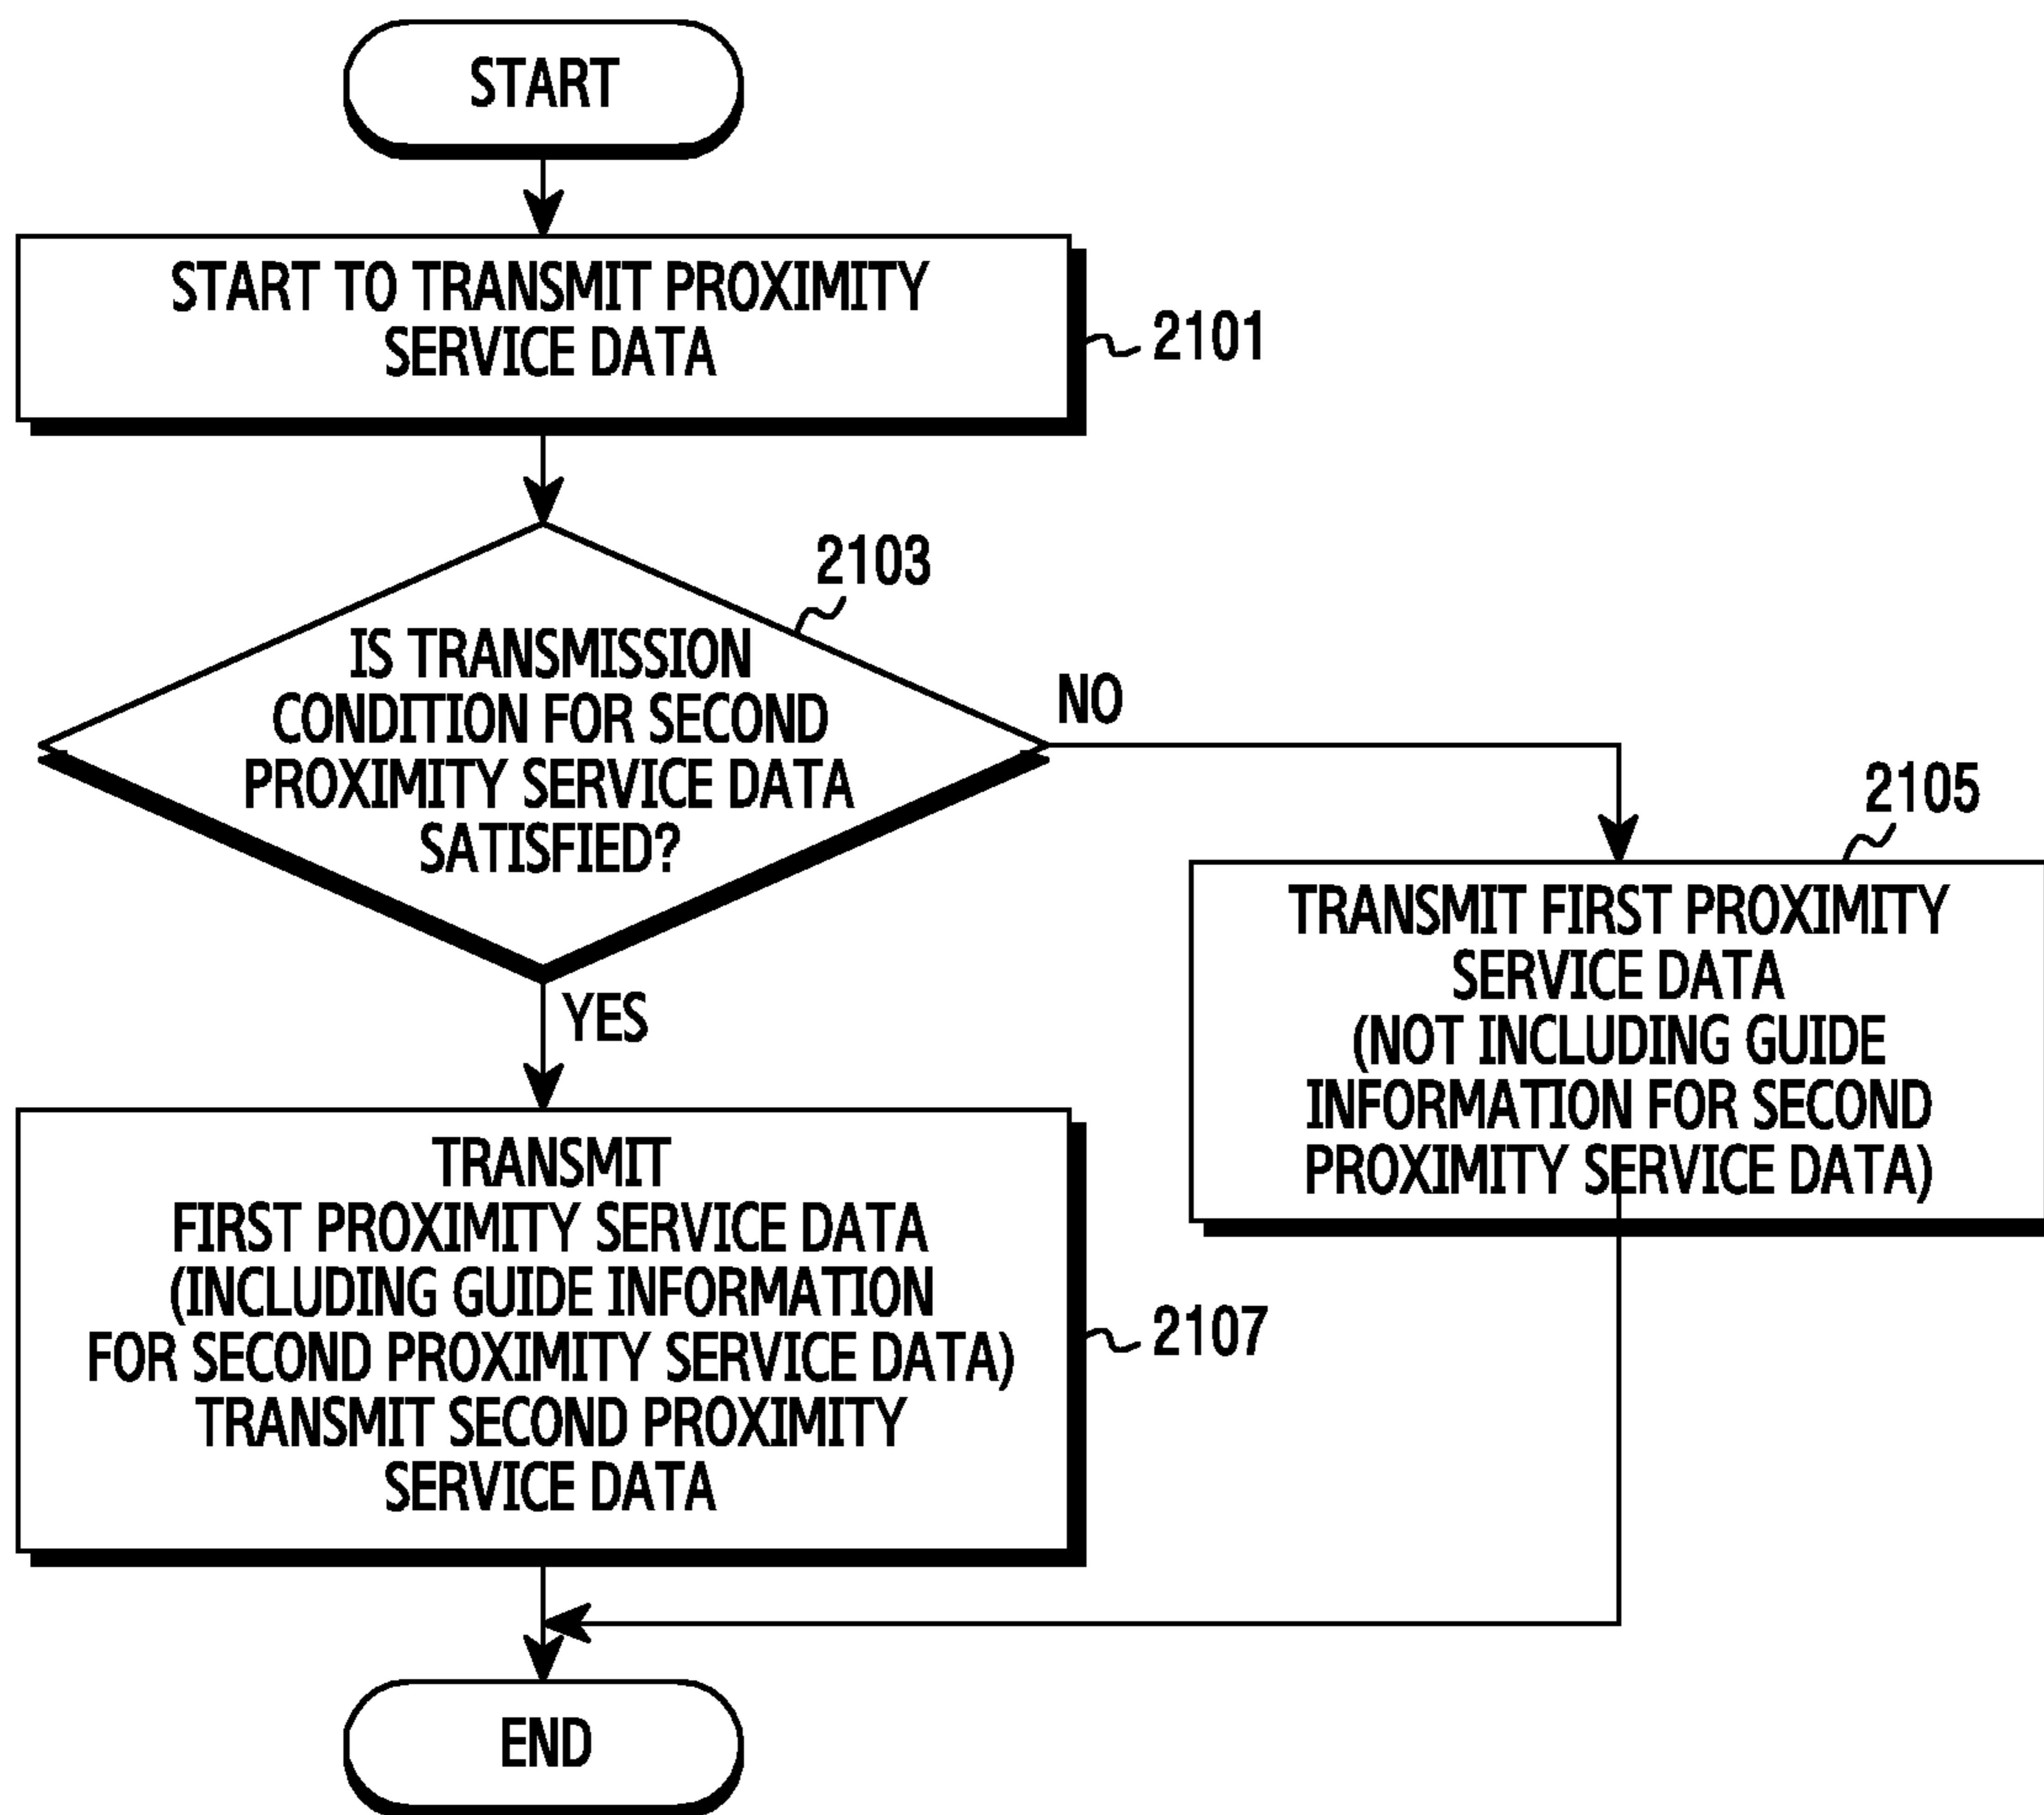 START
START TO TRANSMIT PROXIMITY
SERVICE DATA
2101
2103
IS TRANSMISSION
CONDITION FOR SECOND
PROXIMITY SERVICE DATA
SATISFIED?
NO
YES
2105
TRANSMIT FIRST PROXIMITY
SERVICE DATA
(NOT INCLUDING GUIDE
INFORMATION FOR SECOND
PROXIMITY SERVICE DATA)
TRANSMIT
FIRST PROXIMITY SERVICE DATA
(INCLUDING GUIDE INFORMATION
FOR SECOND PROXIMITY SERVICE DATA)
TRANSMIT SECOND PROXIMITY
SERVICE DATA
2107
END